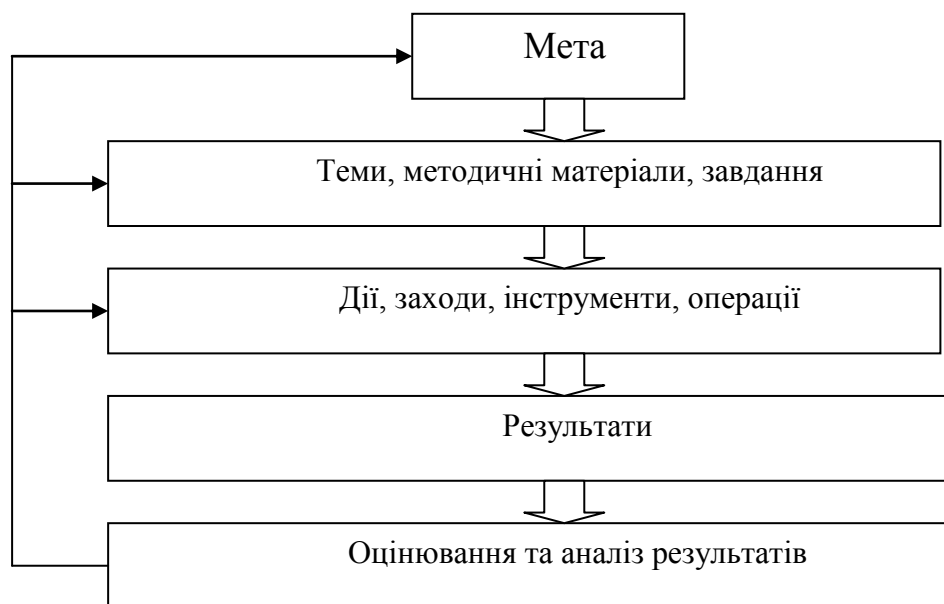 Мета
Теми, методичні матеріали, завдання
Дії, заходи, інструменти, операції
Результати
Оцінювання та аналіз результатів